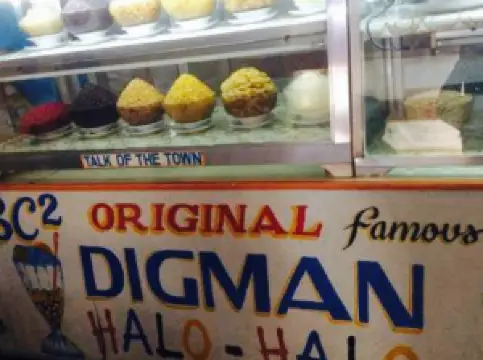 TALK OF THE TOWN
BC2 ORIGINAL famous
DIGMAN
HALO-HALO